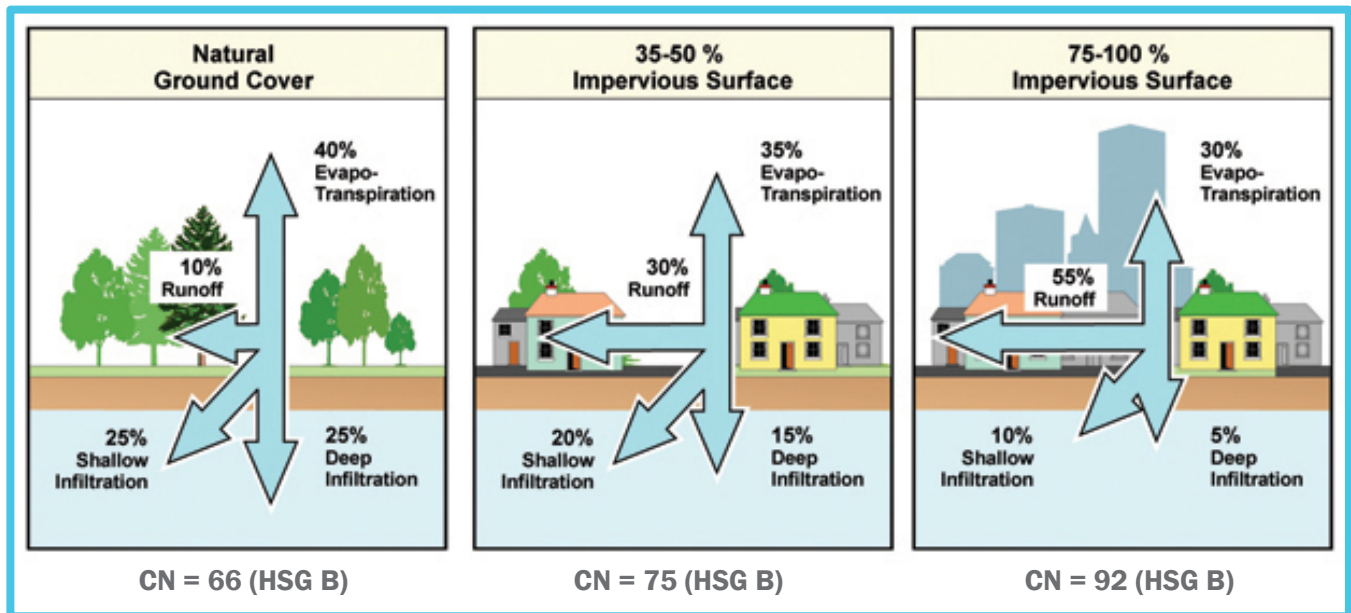 Natural
Ground Cover
40%
Evapo-
Transpiration
10%
Runoff
25%
Shallow
Infiltration
25%
Deep
Infiltration
CN = 66 (HSG B)
35-50 %
Impervious Surface
35%
Evapo-
Transpiration
30%
Runoff
20%
Shallow
Infiltration
15%
Deep
Infiltration
CN = 75 (HSG B)
75-100 %
Impervious Surface
30%
Evapo-
Transpiration
55%
Runoff
10%
Shallow
Infiltration
5%
Deep
Infiltration
CN = 92 (HSG B)